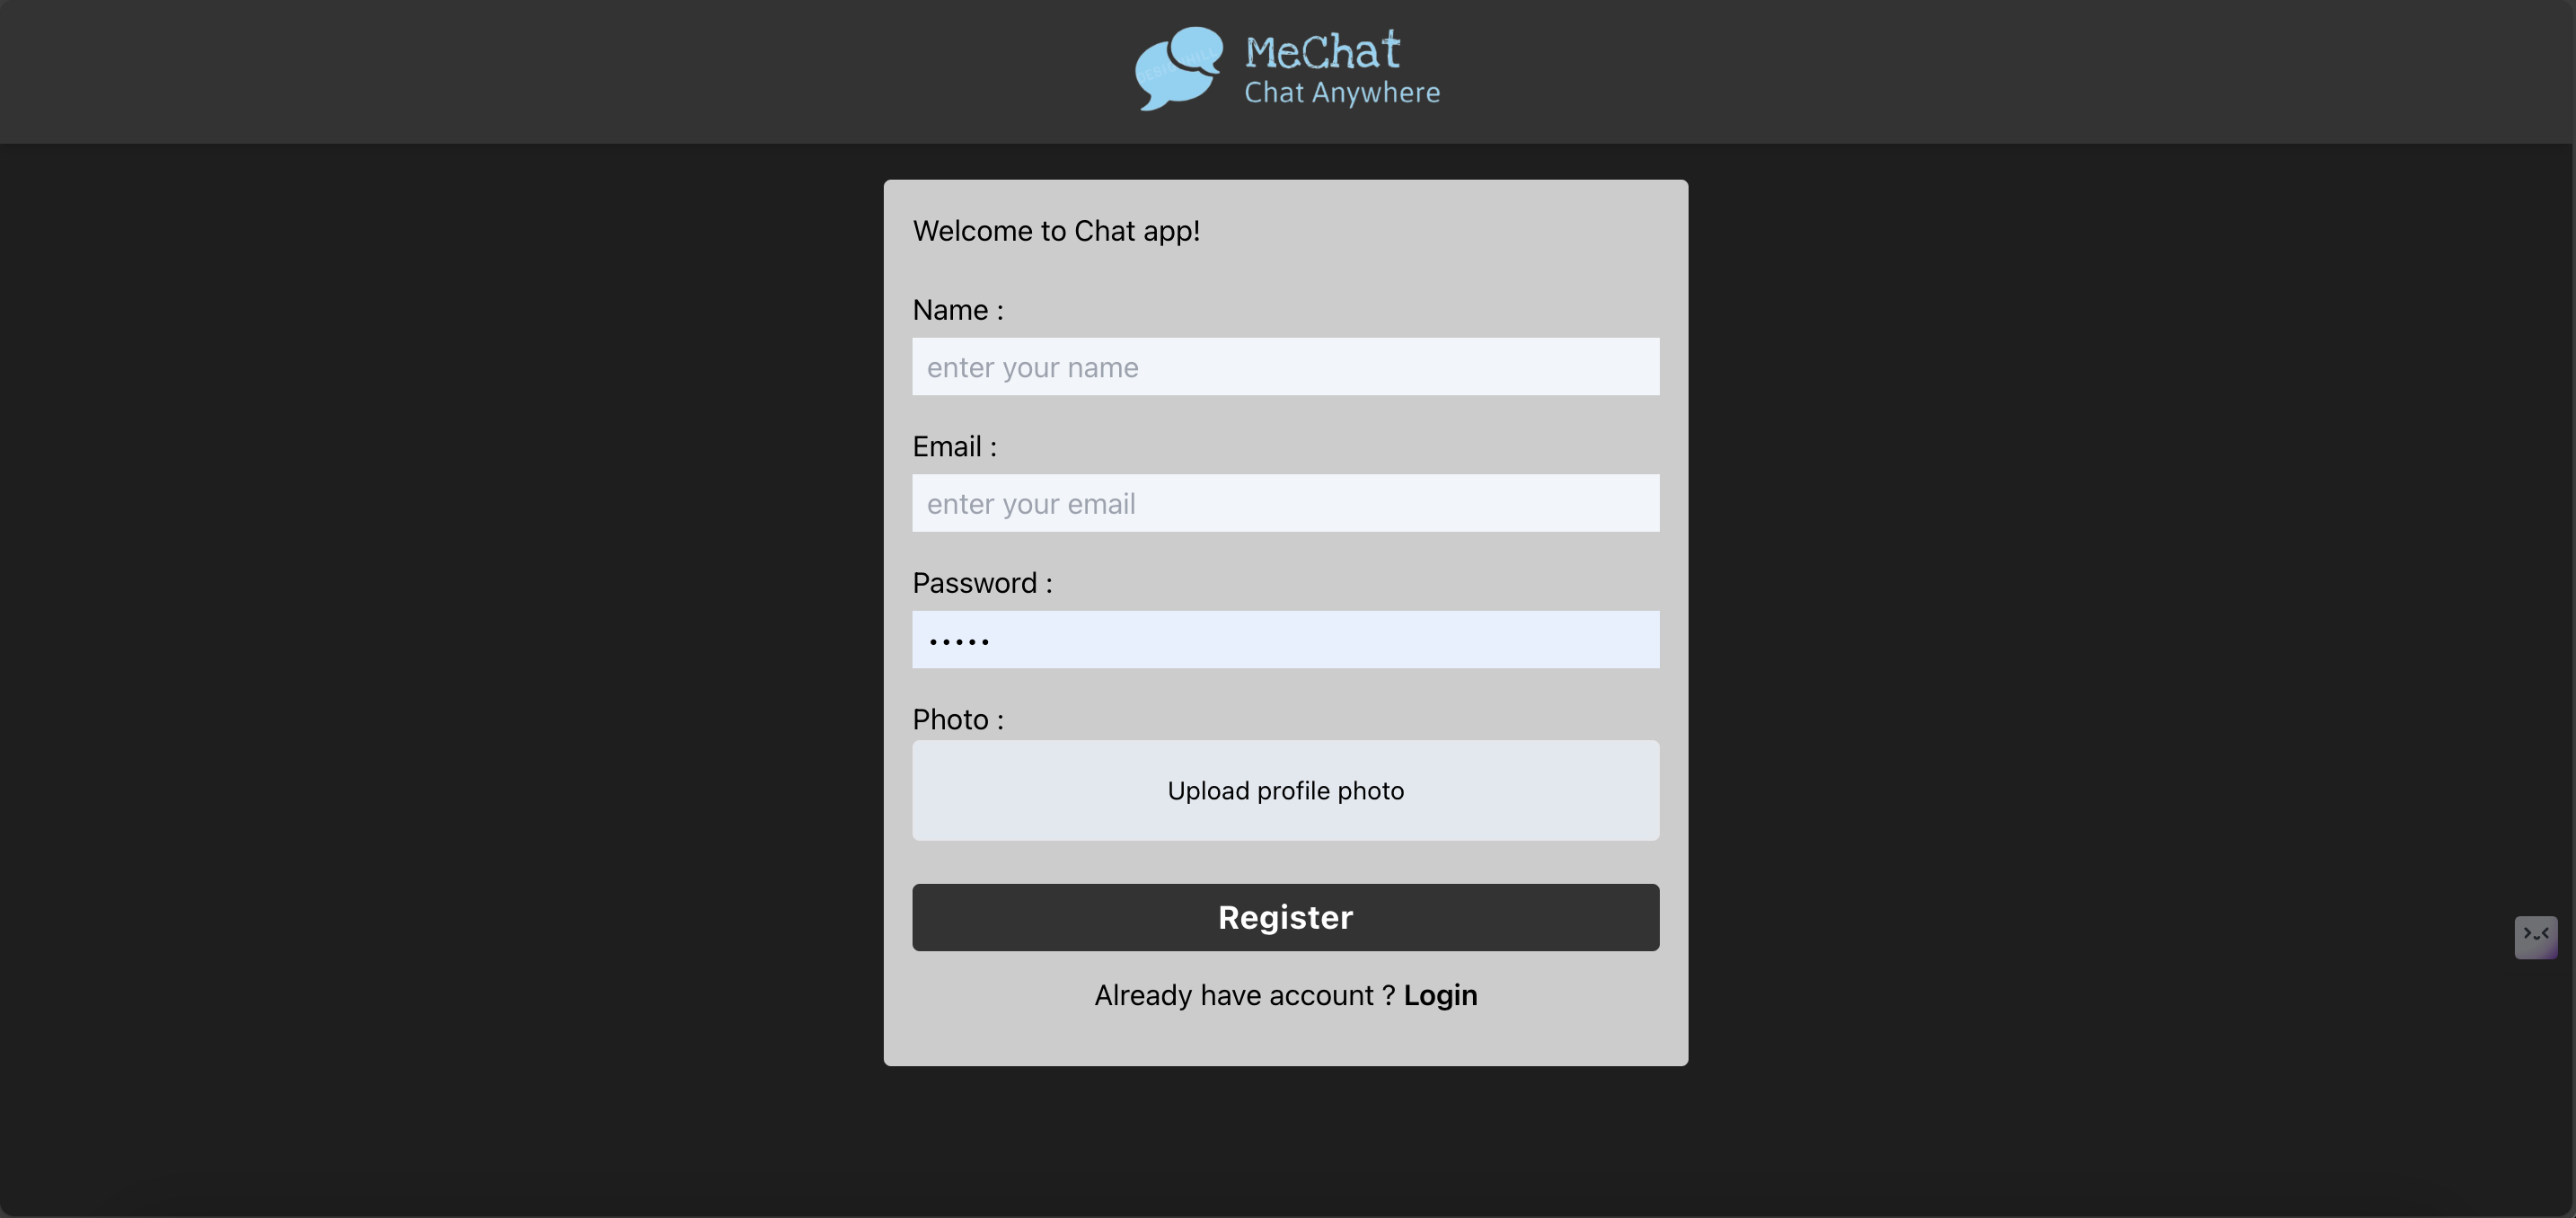 MeChat
Chat Anywhere
Welcome to Chat app!
Name :
enter your name
Email :
enter your email
Password :
•••••
Photo :
Upload profile photo
Register
Already have account ? Login